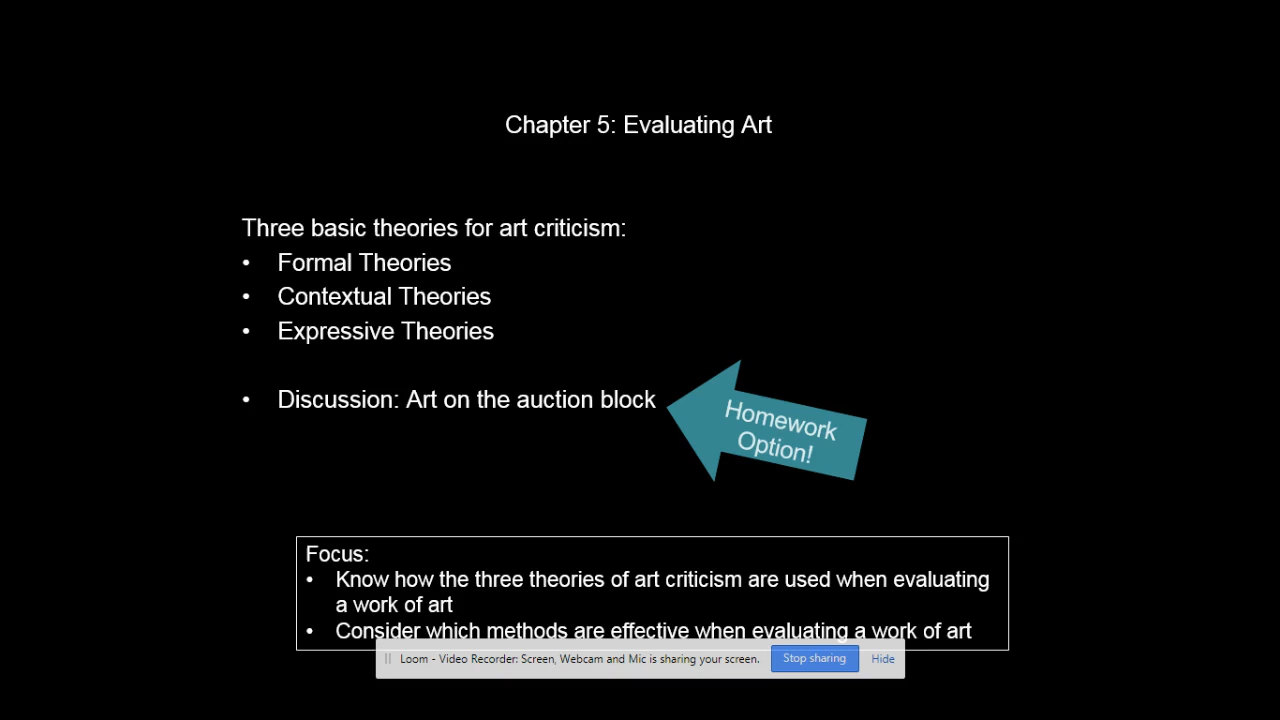 Chapter 5: Evaluating Art
Three basic theories for art criticism:
• Formal Theories
• Contextual Theories
• Expressive Theories
• Discussion: Art on the auction block
Homework
Option!
Focus:
• Know how the three theories of art criticism are used when evaluating
a work of art
• Consider which methods are effective when evaluating a work of art
Loom - Video Recorder: Screen, Webcam and Mic is sharing your screen. Stop sharing Hide